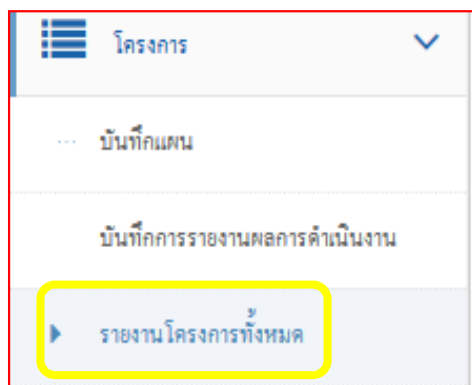 โครงการ
บันทึกแผน
บันทึกการรายงานผลการดำเนินงาน
รายงานโครงการทั้งหมด